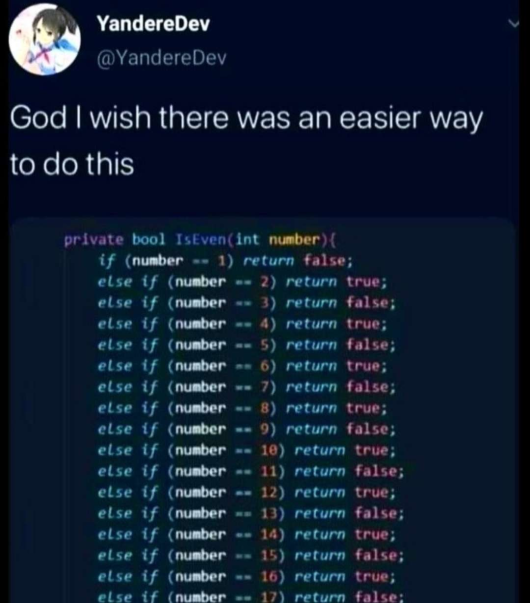 YandereDev
@YandereDev
God I wish there was an easier way
to do this
private bool IsEven(int number){
if (number == 1) return false;
else if (number == 2) return true;
else if (number == 3) return false;
else if (number == 4) return true;
else if (number == 5) return false;
else if (number == 6) return true;
else if (number == 7) return false;
else if (number == 8) return true;
else if (number == 9) return false;
else if (number == 10) return true;
else if (number == 11) return false;
else if (number == 12) return true;
else if (number == 13) return false;
else if (number == 14) return true;
else if (number == 15) return false;
else if (number == 16) return true;
else if (number == 17) return false;